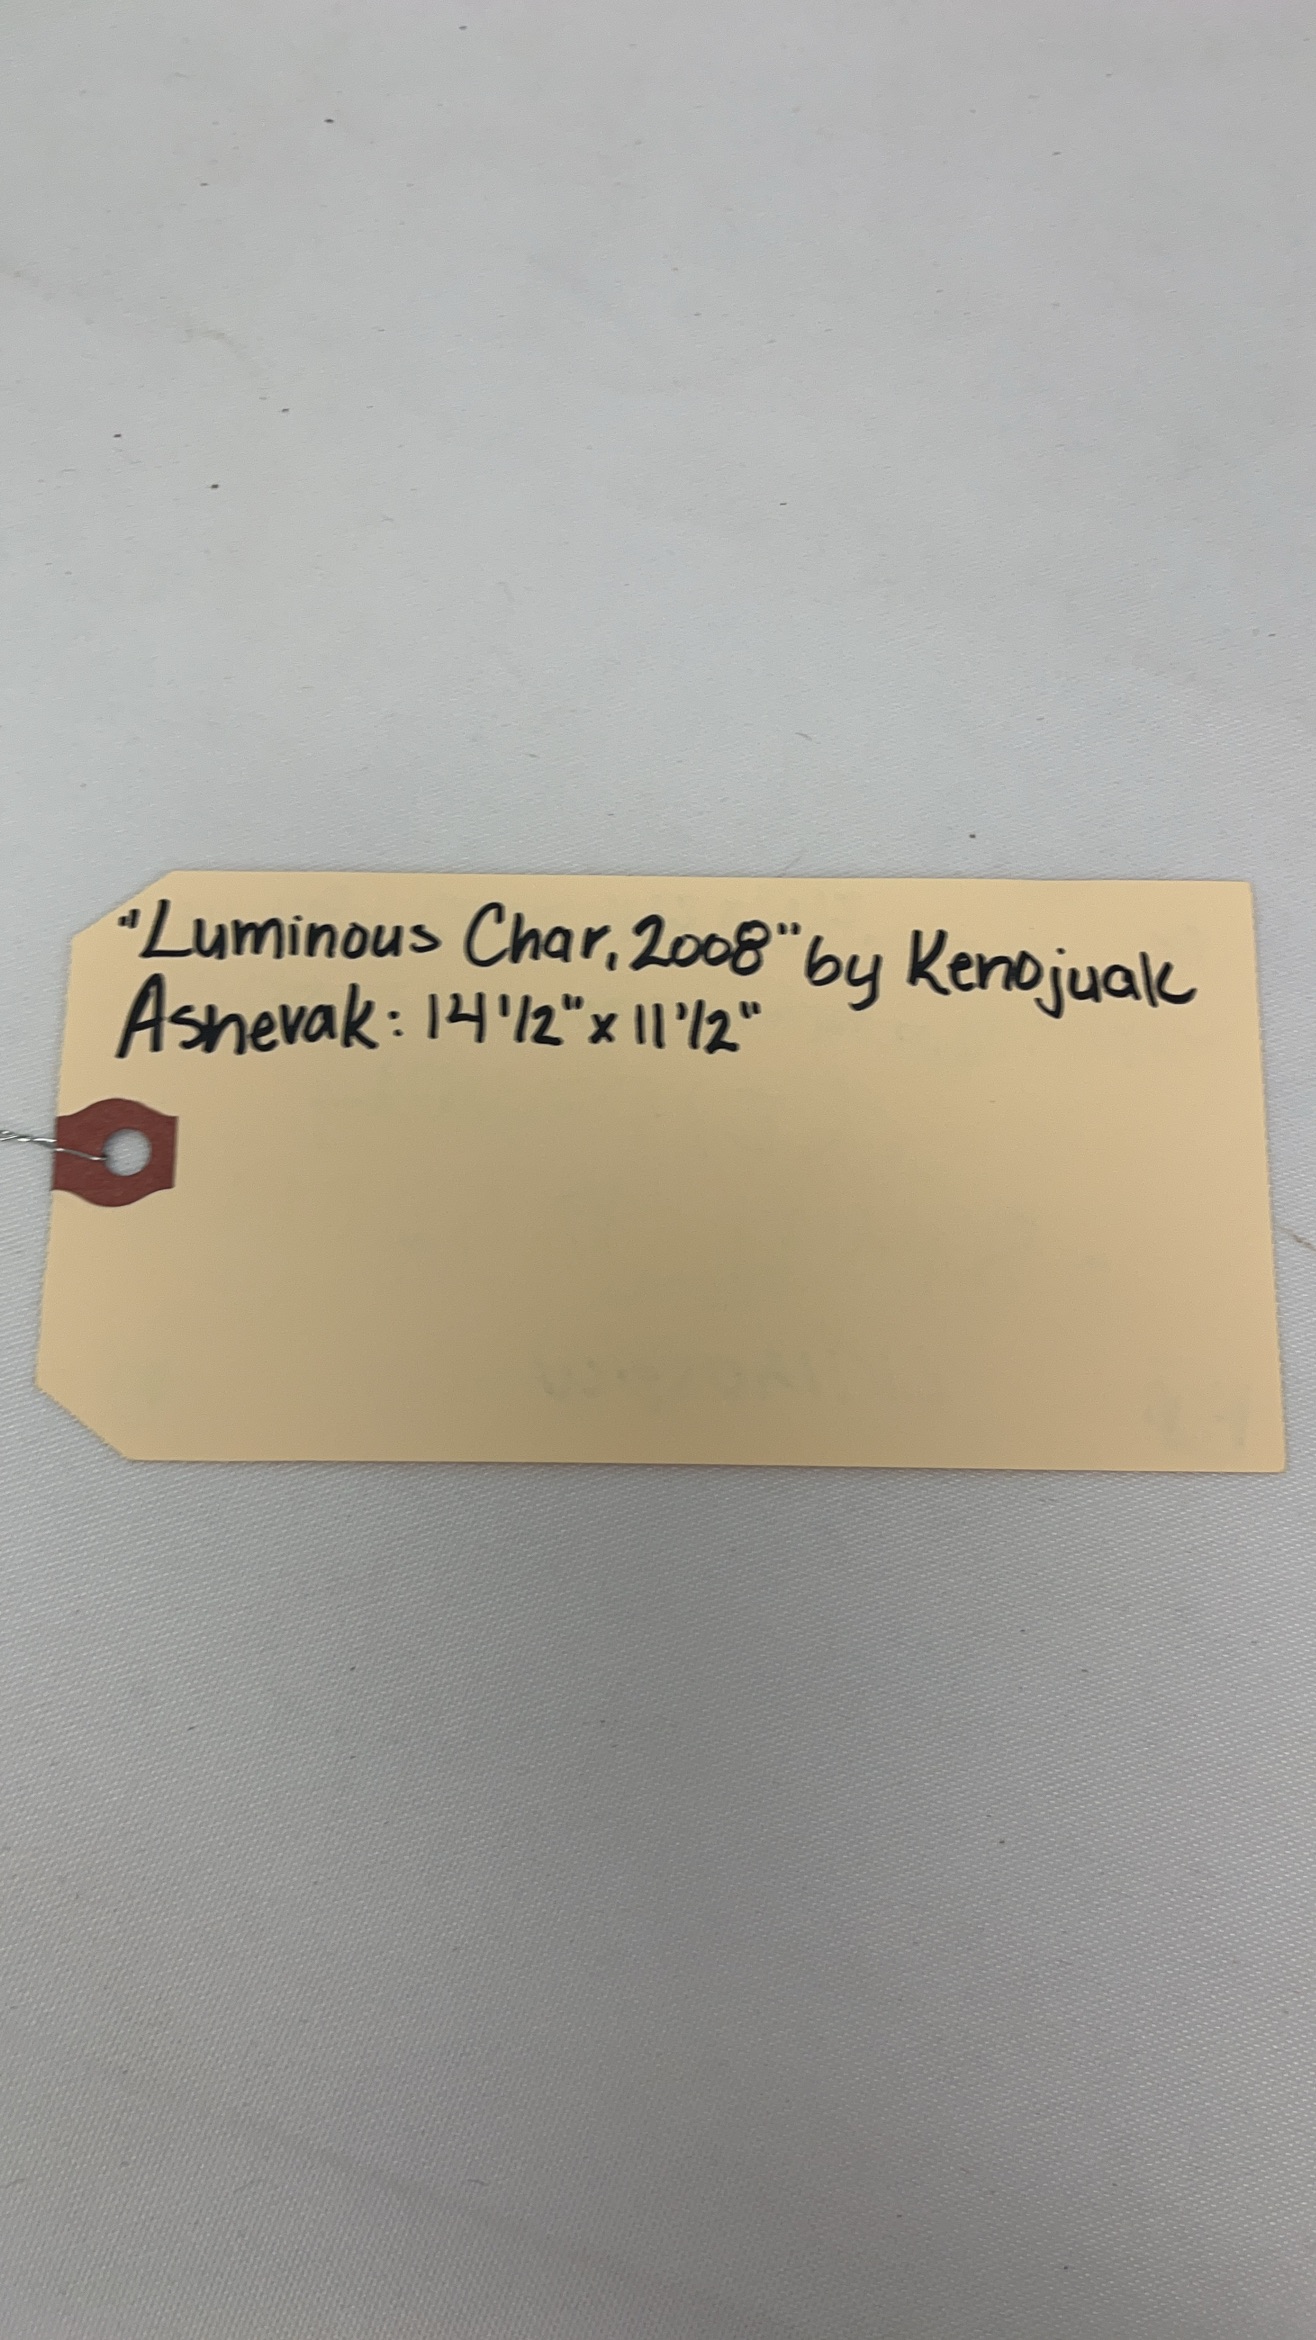 "Luminous Char, 2008" by Kenojuak
Ashevak: 14 1/2" x 11 1/2"